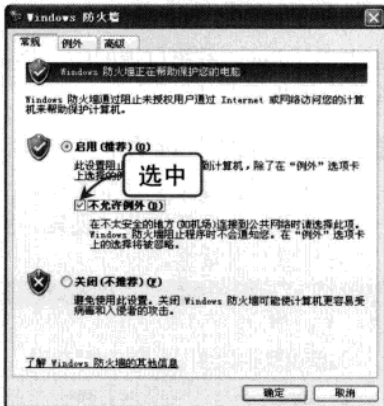 Windows 防火墙
常规 例外 高级
Windows 防火墙正在帮助保护您的电脑
Windows 防火墙通过阻止未授权用户通过 Internet 或网络访问您的计算
机来帮助保护计算机。
启用(推荐)(O)
此设置阻止 到计算机，除了在“例外”选项卡
上选择的例
选中
不允许例外(D)
在不太安全的地方(如机场)连接到公共网络时请选择此项。
Windows 防火墙阻止程序时不会通知您。在“例外”选项卡
上的选择将被忽略。
关闭(不推荐)(F)
避免使用此设置。关闭 Windows 防火墙可能使计算机更容易受
病毒和入侵者的攻击。
了解 Windows 防火墙的其他信息
确定 取消